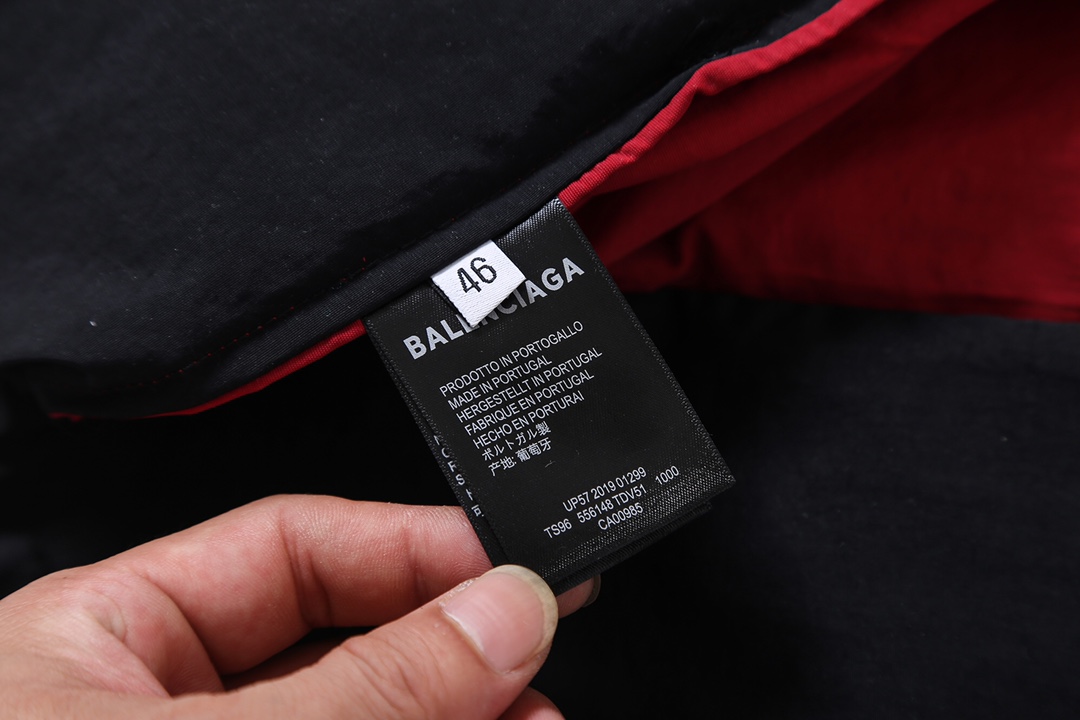 46
BALENCIAGA
PRODOTTO IN PORTOGALLO
MADE IN PORTUGAL
HERGESTELLT IN PORTUGAL
FABRIQUE EN PORTUGAL
HECHO EN PORTURAI
ポルトガル製
产地: 葡萄牙
UP57 2019 01299
TS96 556148 TDV51 1000
CA00985